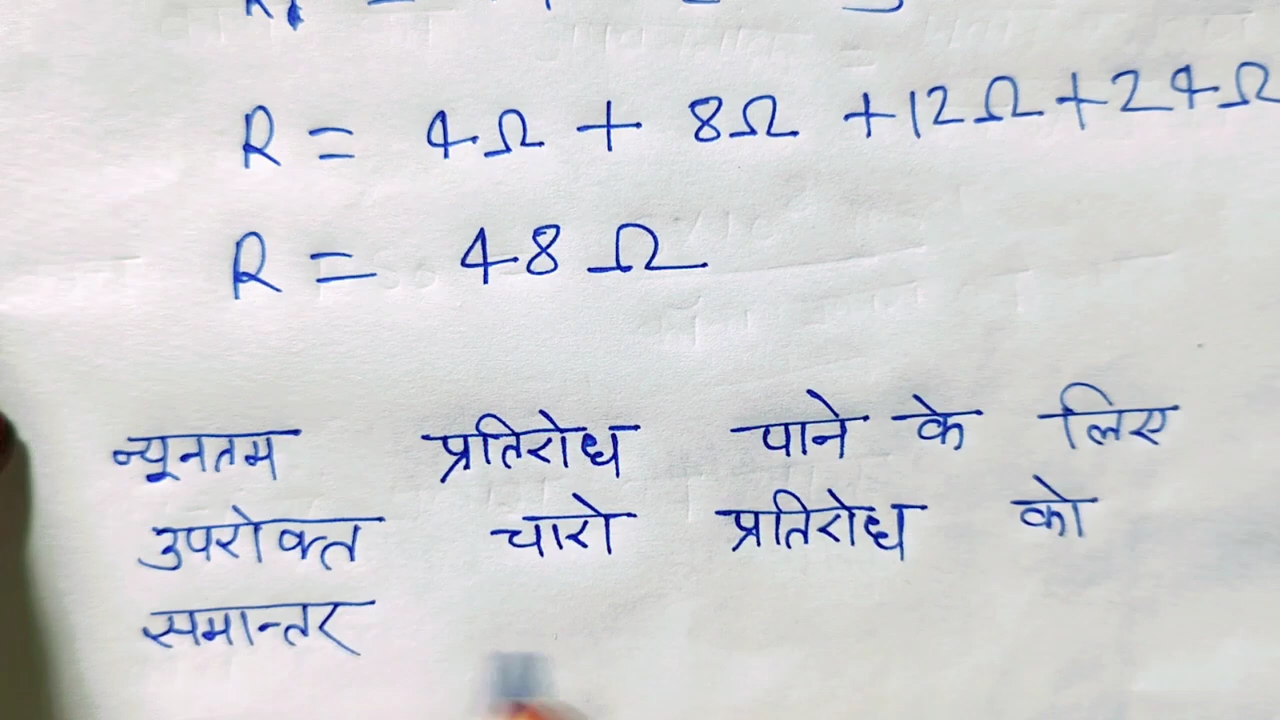 R = 4Ω + 8Ω + 12Ω + 24Ω
R = 48 Ω
न्यूनतम प्रतिरोध पाने के लिए
उपरोक्त चारो प्रतिरोध को
समान्तर